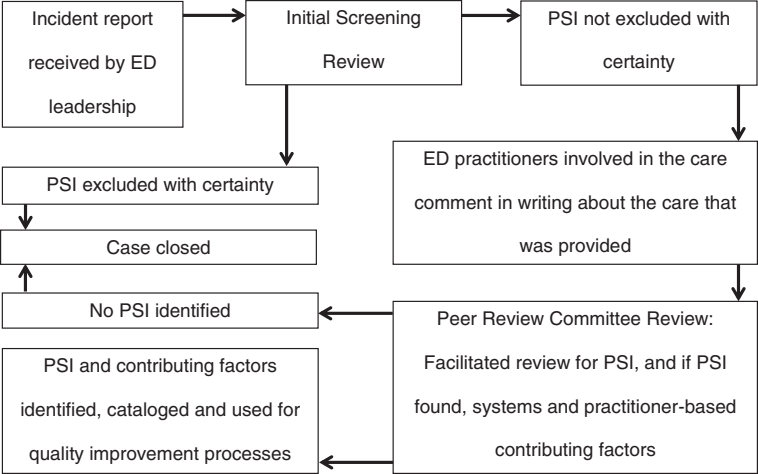 Incident report
received by ED
leadership
Initial Screening
Review
PSI not excluded with
certainty
ED practitioners involved in the care
comment in writing about the care that
was provided
PSI excluded with certainty
Case closed
No PSI identified
Peer Review Committee Review:
Facilitated review for PSI, and if PSI
found, systems and practitioner-based
contributing factors
PSI and contributing factors
identified, cataloged and used for
quality improvement processes